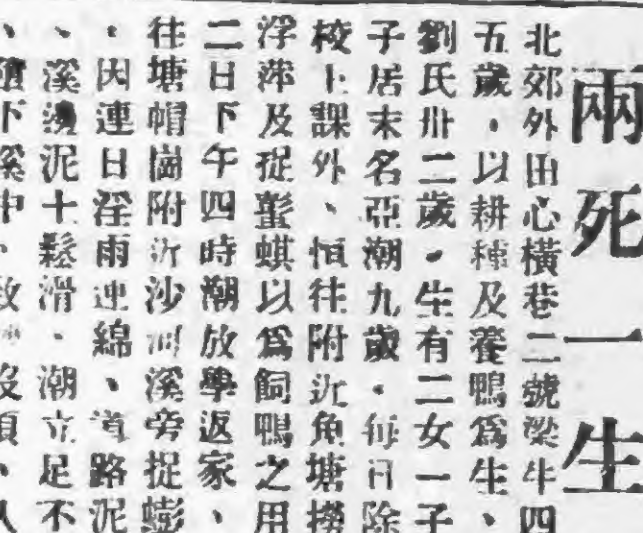 兩死一生
北郊外田心橫巷二號梁牛四
五歲，以耕種及養鴨爲生、
劉氏卅二歲，生有二女一子
子居末名亞潮九歲。每日除
校上課外、恒往附近魚塘撈
浮萍及捉蟛蜞以爲飼鴨之用
二日下午四時潮放學返家、
往塘帽崗附近沙河溪旁捉蟛
。因連日淫雨連綿、道路泥
、溪邊泥土鬆滑、潮立足不
、墮下溪中、致沒頂、人